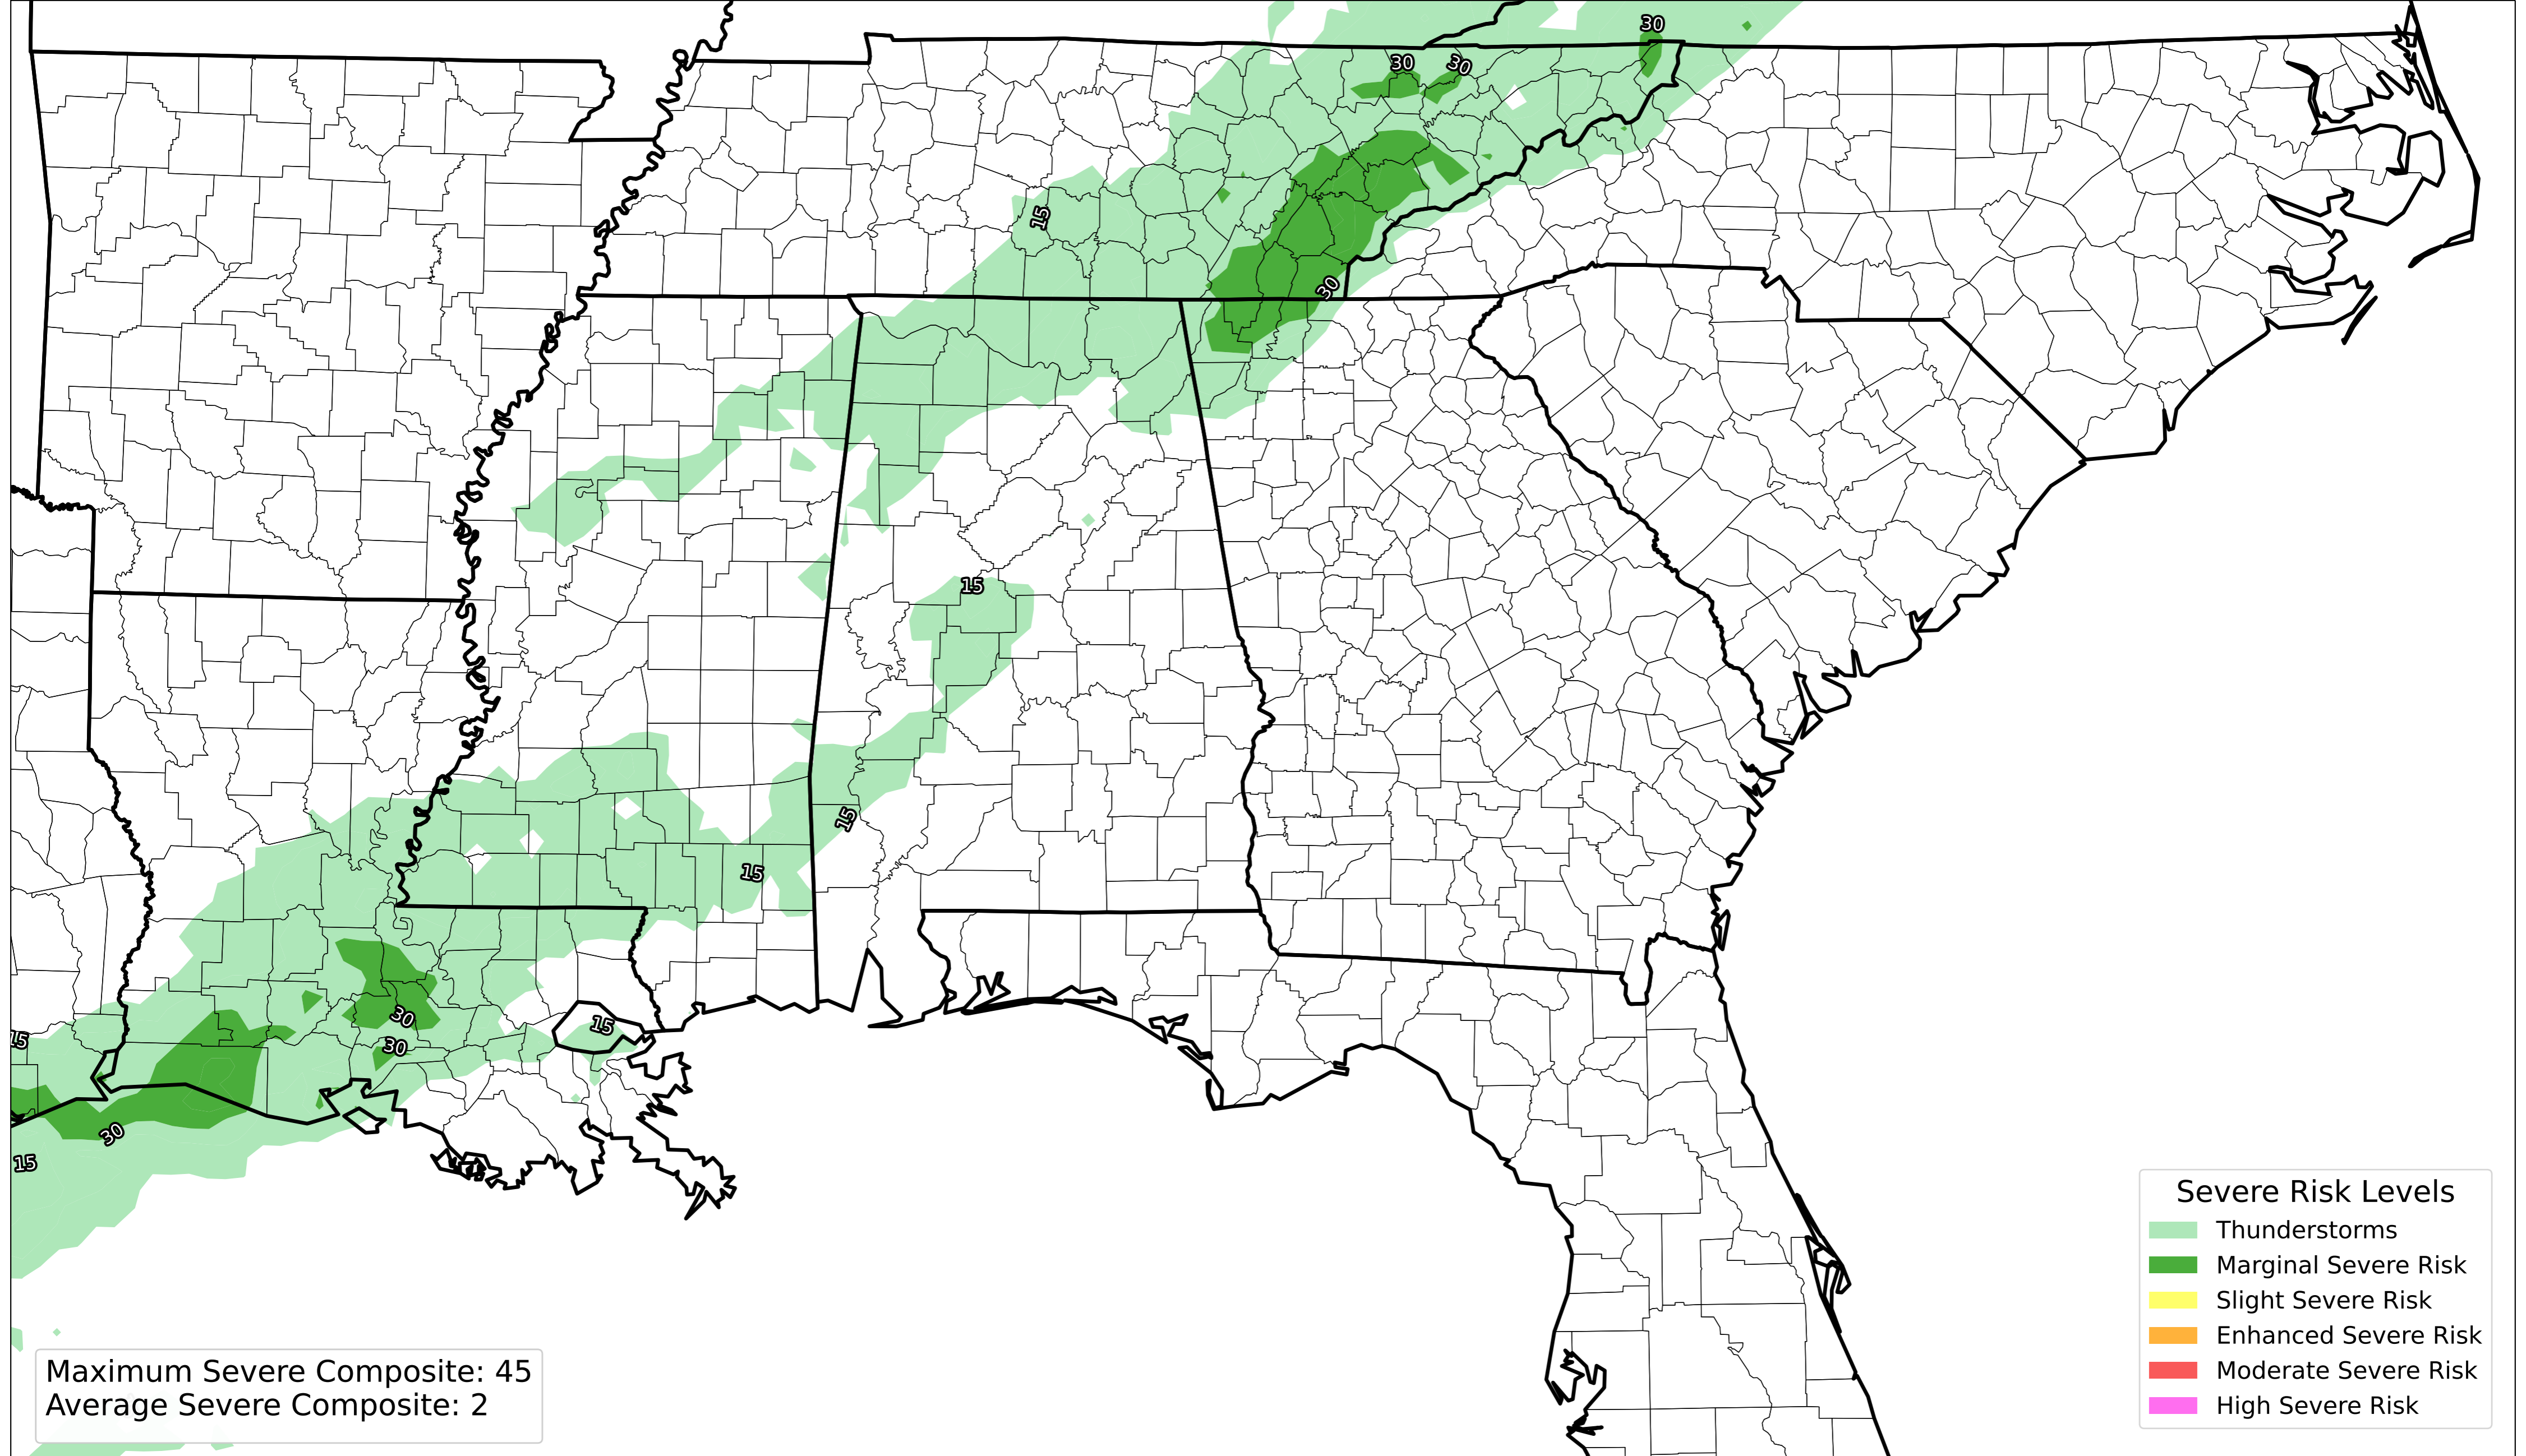 30
30
30
15
30
15
15
15
30
15
30
15
30
15
Severe Risk Levels
Thunderstorms
Marginal Severe Risk
Slight Severe Risk
Enhanced Severe Risk
Moderate Severe Risk
High Severe Risk
Maximum Severe Composite: 45
Average Severe Composite: 2